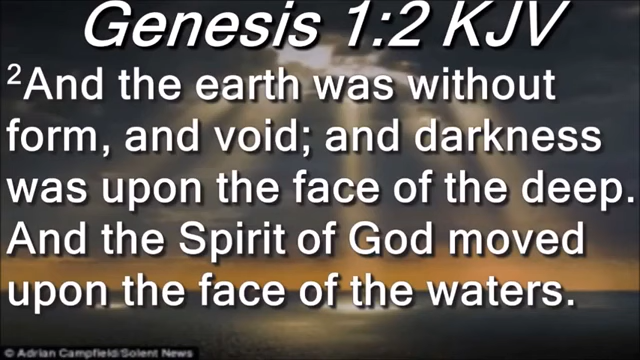 Genesis 1:2 KJV
²And the earth was without
form, and void; and darkness
was upon the face of the deep.
And the Spirit of God moved
upon the face of the waters.
© Adrian Campfield/Solent News